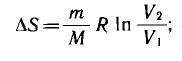 ΔS = m/M R ln V₂/V₁;